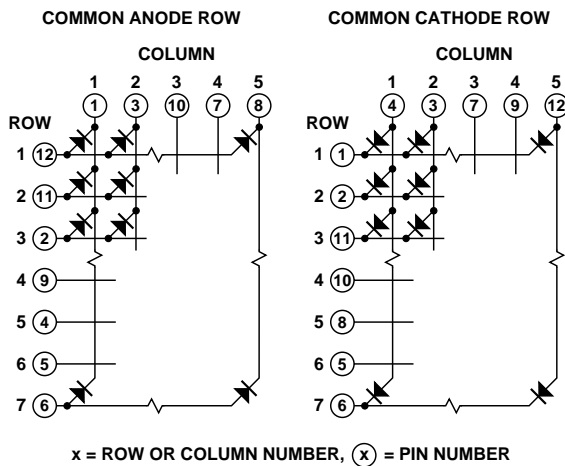 COMMON ANODE ROW
COLUMN
1 2 3 4 5
1 3 10 7 8
ROW
1 12
2 11
3 2
4 9
5 4
6 5
7 6
COMMON CATHODE ROW
COLUMN
1 2 3 4 5
4 3 7 9 12
ROW
1 1
2 2
3 11
4 10
5 8
6 5
7 6
x = ROW OR COLUMN NUMBER, x = PIN NUMBER